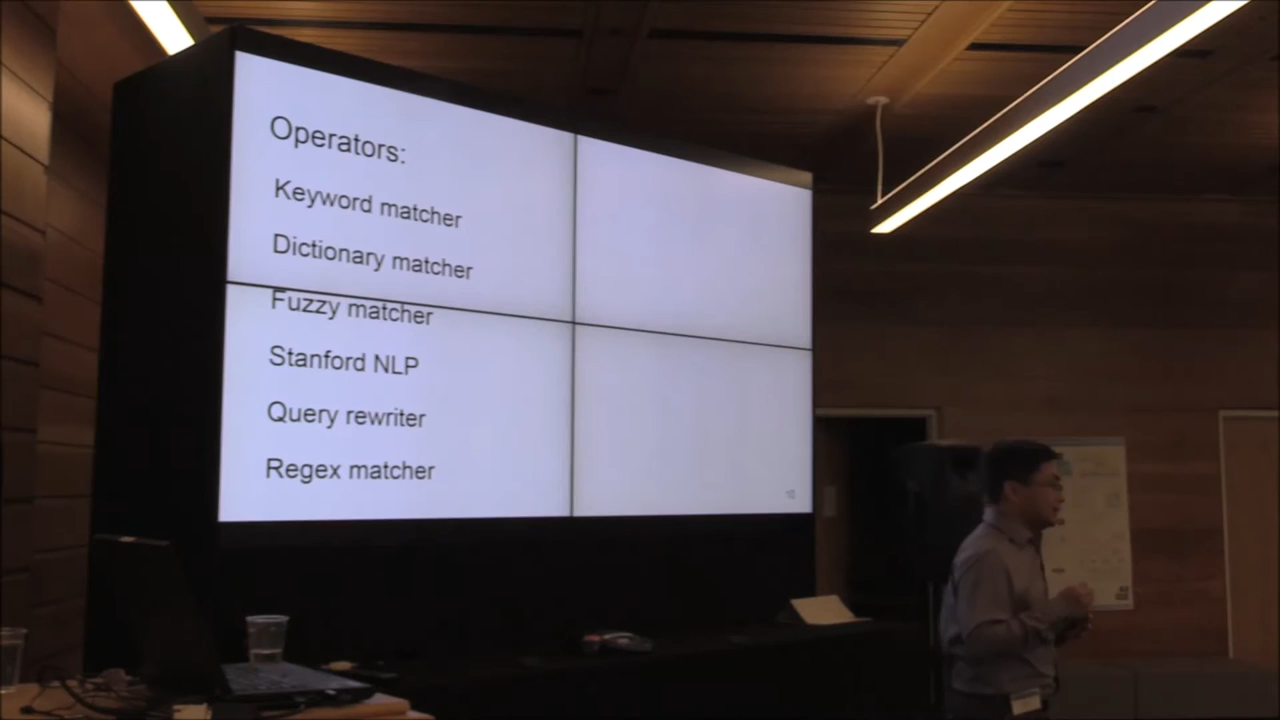 Operators:
Keyword matcher
Dictionary matcher
Fuzzy matcher
Stanford NLP
Query rewriter
Regex matcher